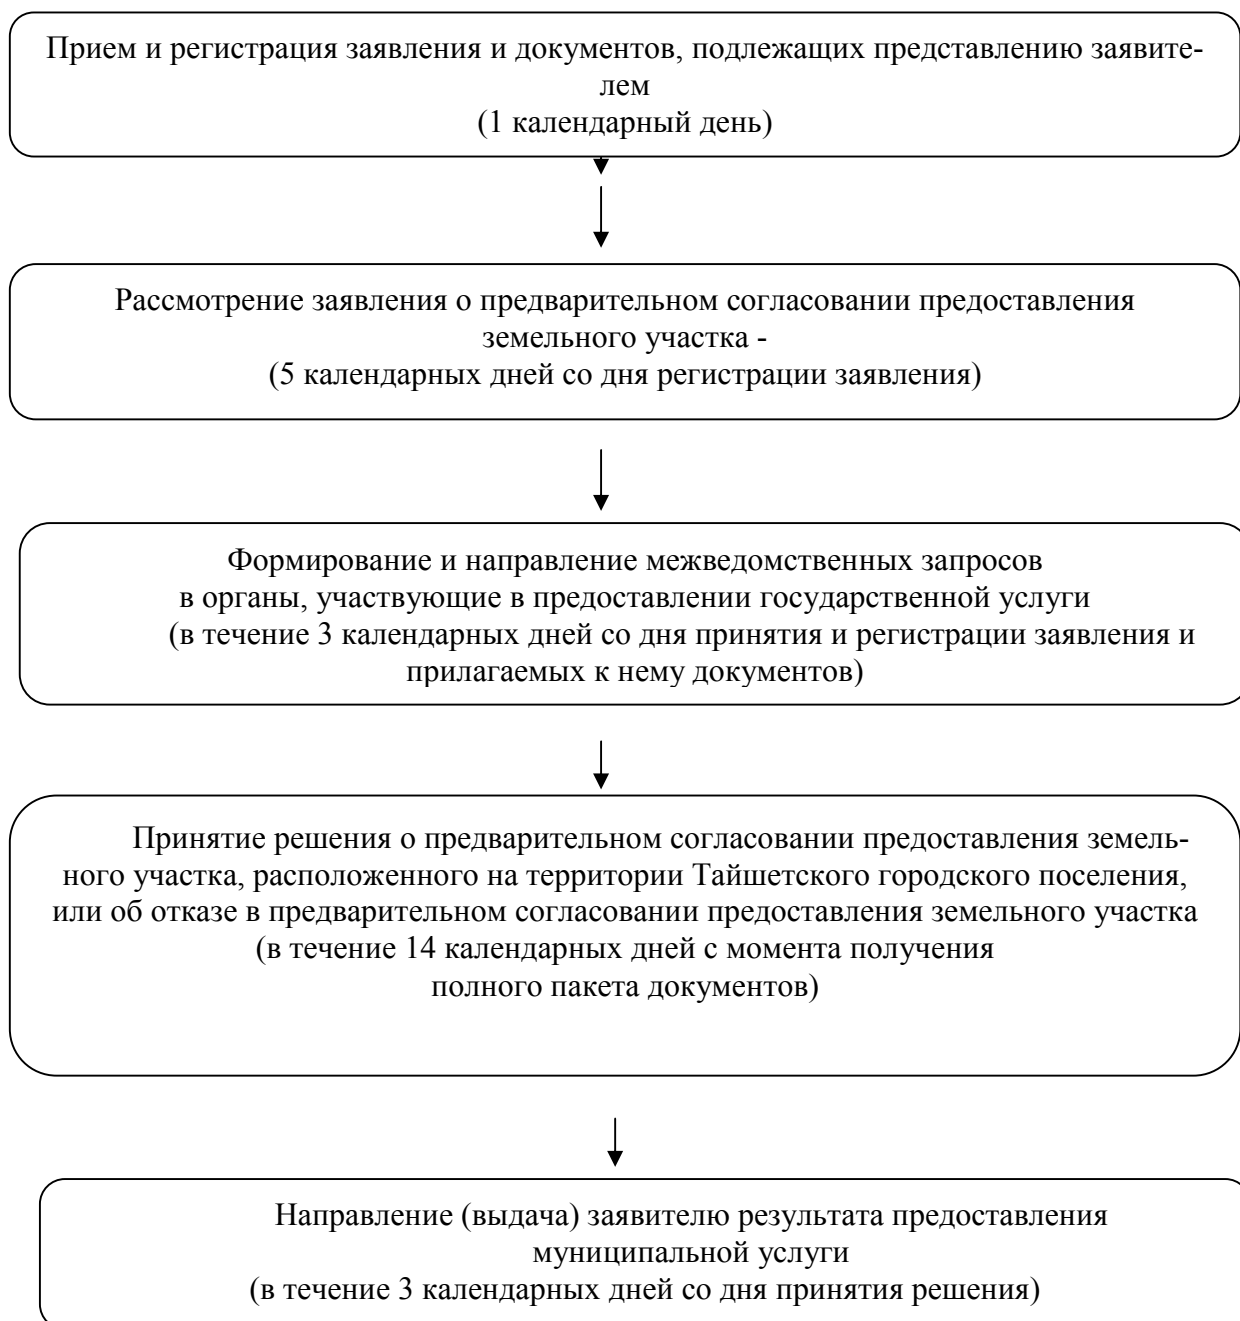 Прием и регистрация заявления и документов, подлежащих представлению заявите-
лем
(1 календарный день)
Рассмотрение заявления о предварительном согласовании предоставления
земельного участка -
(5 календарных дней со дня регистрации заявления)
Формирование и направление межведомственных запросов
в органы, участвующие в предоставлении государственной услуги
(в течение 3 календарных дней со дня принятия и регистрации заявления и
прилагаемых к нему документов)
Принятие решения о предварительном согласовании предоставления земель-
ного участка, расположенного на территории Тайшетского городского поселения,
или об отказе в предварительном согласовании предоставления земельного участка
(в течение 14 календарных дней с момента получения
полного пакета документов)
Направление (выдача) заявителю результата предоставления
муниципальной услуги
(в течение 3 календарных дней со дня принятия решения)